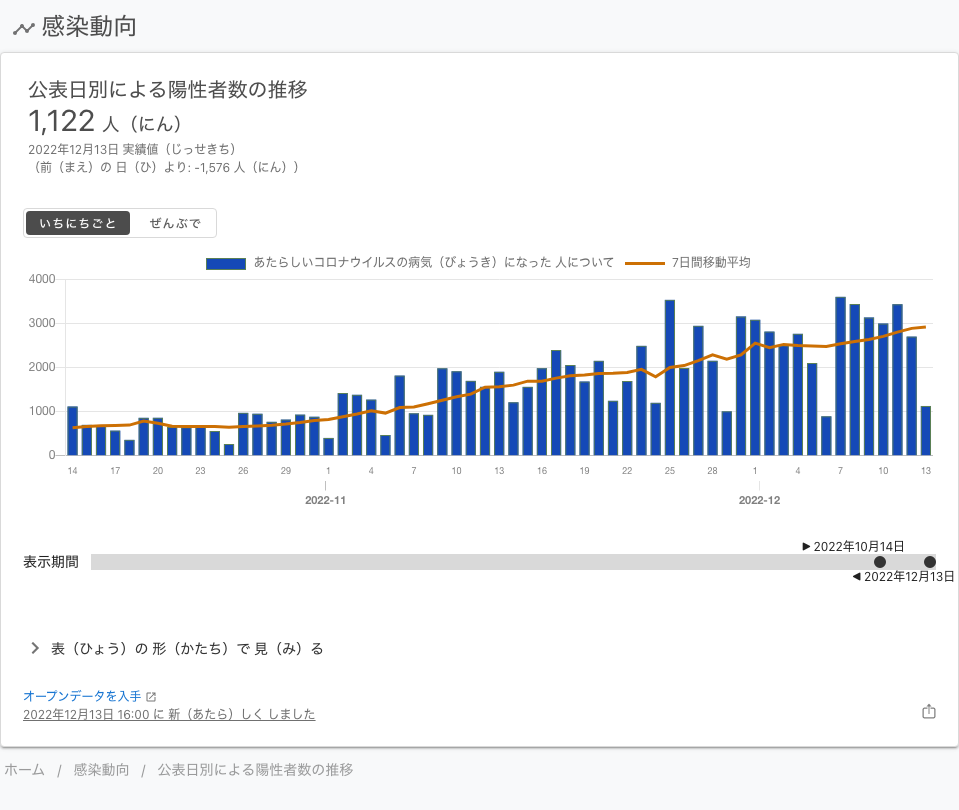 感染動向
公表日別による陽性者数の推移
1,122 人（にん）
2022年12月13日 実績値（じっせきち）
（前（まえ）の 日（ひ）より: -1,576 人（にん））
いちにちごと ぜんぶで
あたらしいコロナウイルスの病気（びょうき）になった 人について 7日間移動平均
4000
3000
2000
1000
0
14 17 20 23 26 29 1 4 7 10 13 16 19 22 25 28 1 4 7 10 13
2022-11 2022-12
2022年10月14日
表示期間
2022年12月13日
表（ひょう）の 形（かたち）で 見（み）る
オープンデータを入手
2022年12月13日 16:00 に 新（あたら）しく しました
ホーム / 感染動向 / 公表日別による陽性者数の推移